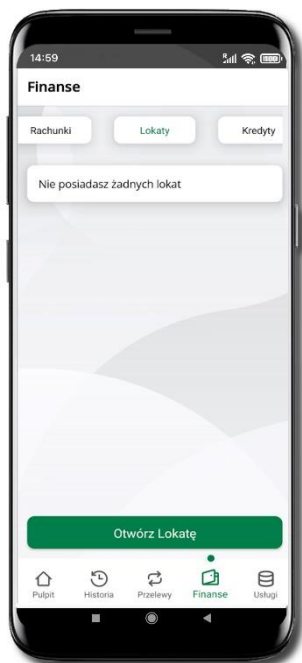 14:59
Finanse
Rachunki Lokaty Kredyty
Nie posiadasz żadnych lokat
Otwórz Lokatę
Pulpit Historia Przelewy Finanse Usługi